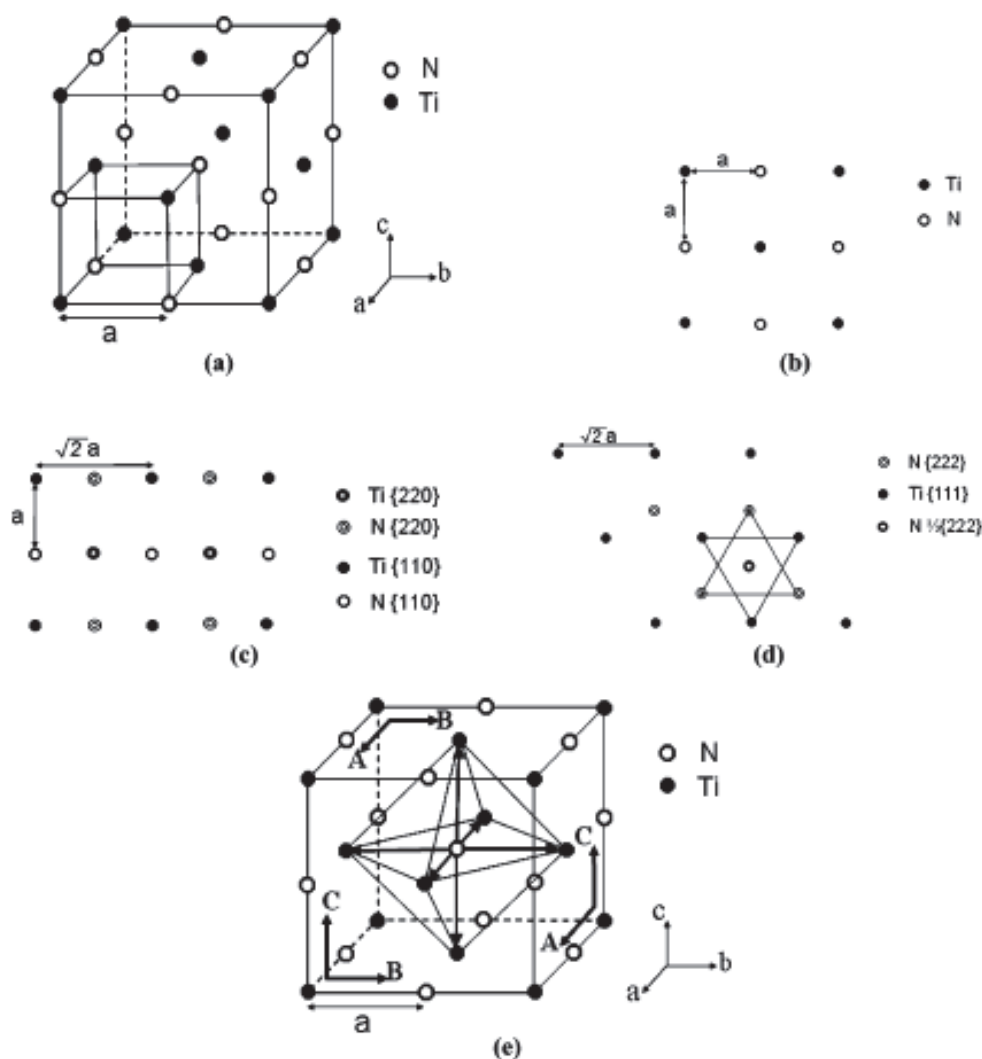 N
Ti
c
b
a
a
(a)
a
a
Ti
N
(b)
√2 a
a
Ti {220}
N {220}
Ti {110}
N {110}
(c)
√2 a
N {222}
Ti {111}
N ½{222}
(d)
B
A
N
Ti
C
C
A
B
c
b
a
a
(e)